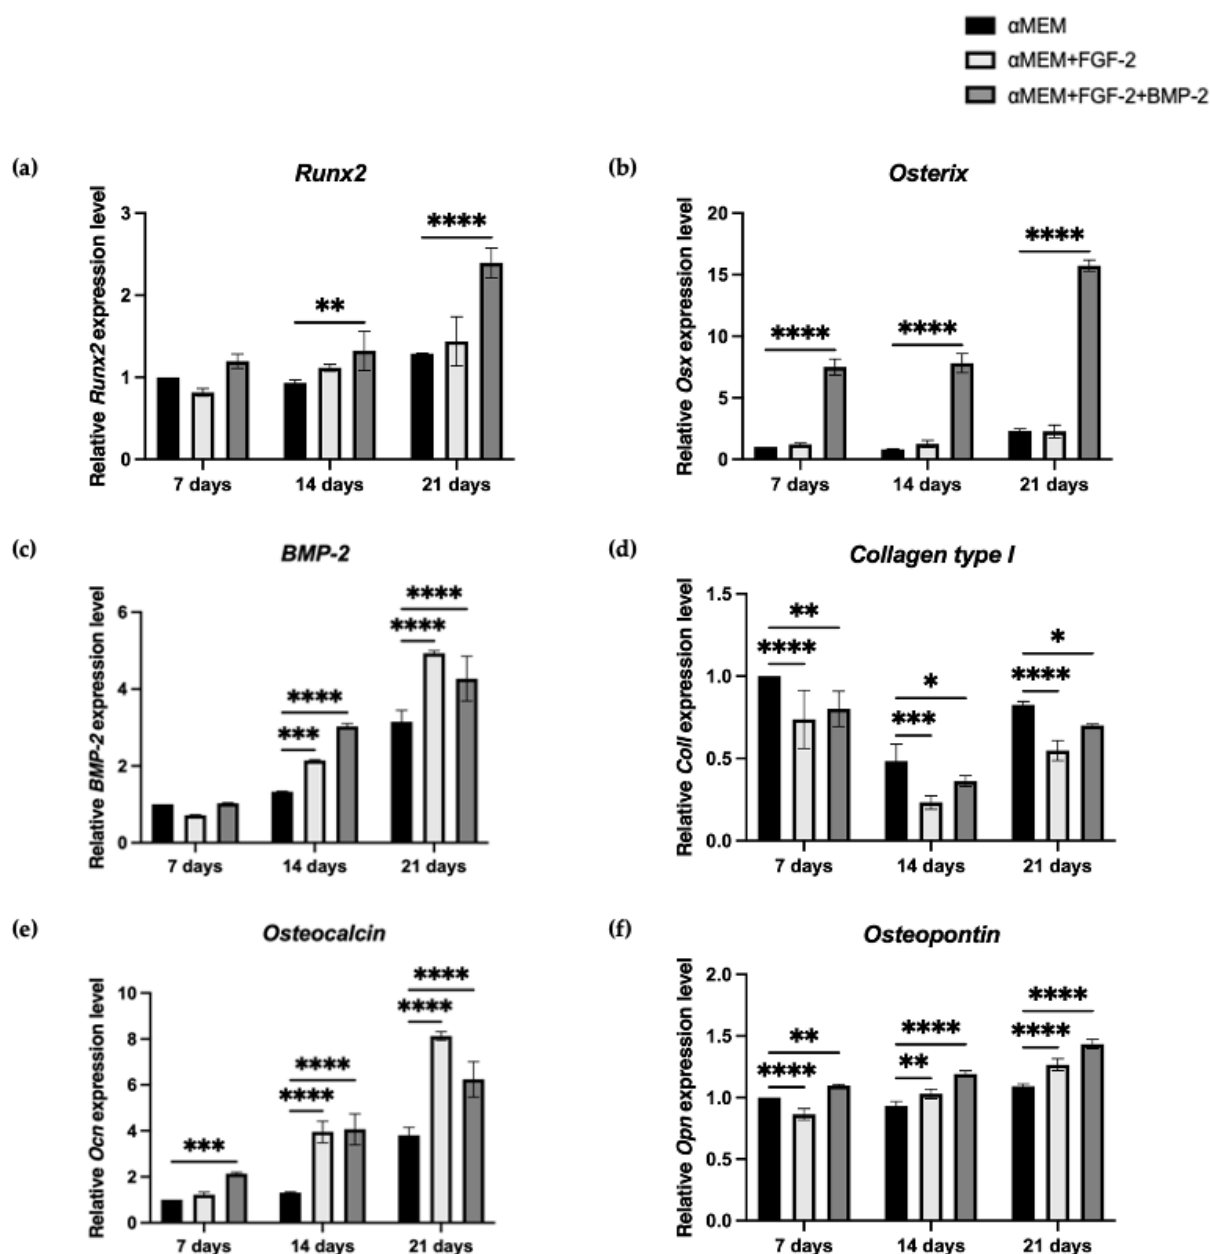 αMEM
αMEM+FGF-2
αMEM+FGF-2+BMP-2
(a)
Runx2
Relative Runx2 expression level
3
2
1
0
**
****
7 days
14 days
21 days
(b)
Osterix
Relative Osx expression level
20
15
10
5
0
****
****
****
7 days
14 days
21 days
(c)
BMP-2
Relative BMP-2 expression level
6
4
2
0
***
****
****
****
7 days
14 days
21 days
(d)
Collagen type I
Relative Coll expression level
1.5
1.0
0.5
0.0
**
****
*
***
*
****
7 days
14 days
21 days
(e)
Osteocalcin
Relative Ocn expression level
10
8
6
4
2
0
***
****
****
****
****
7 days
14 days
21 days
(f)
Osteopontin
Relative Opn expression level
2.0
1.5
1.0
0.5
0.0
**
****
****
**
****
****
7 days
14 days
21 days